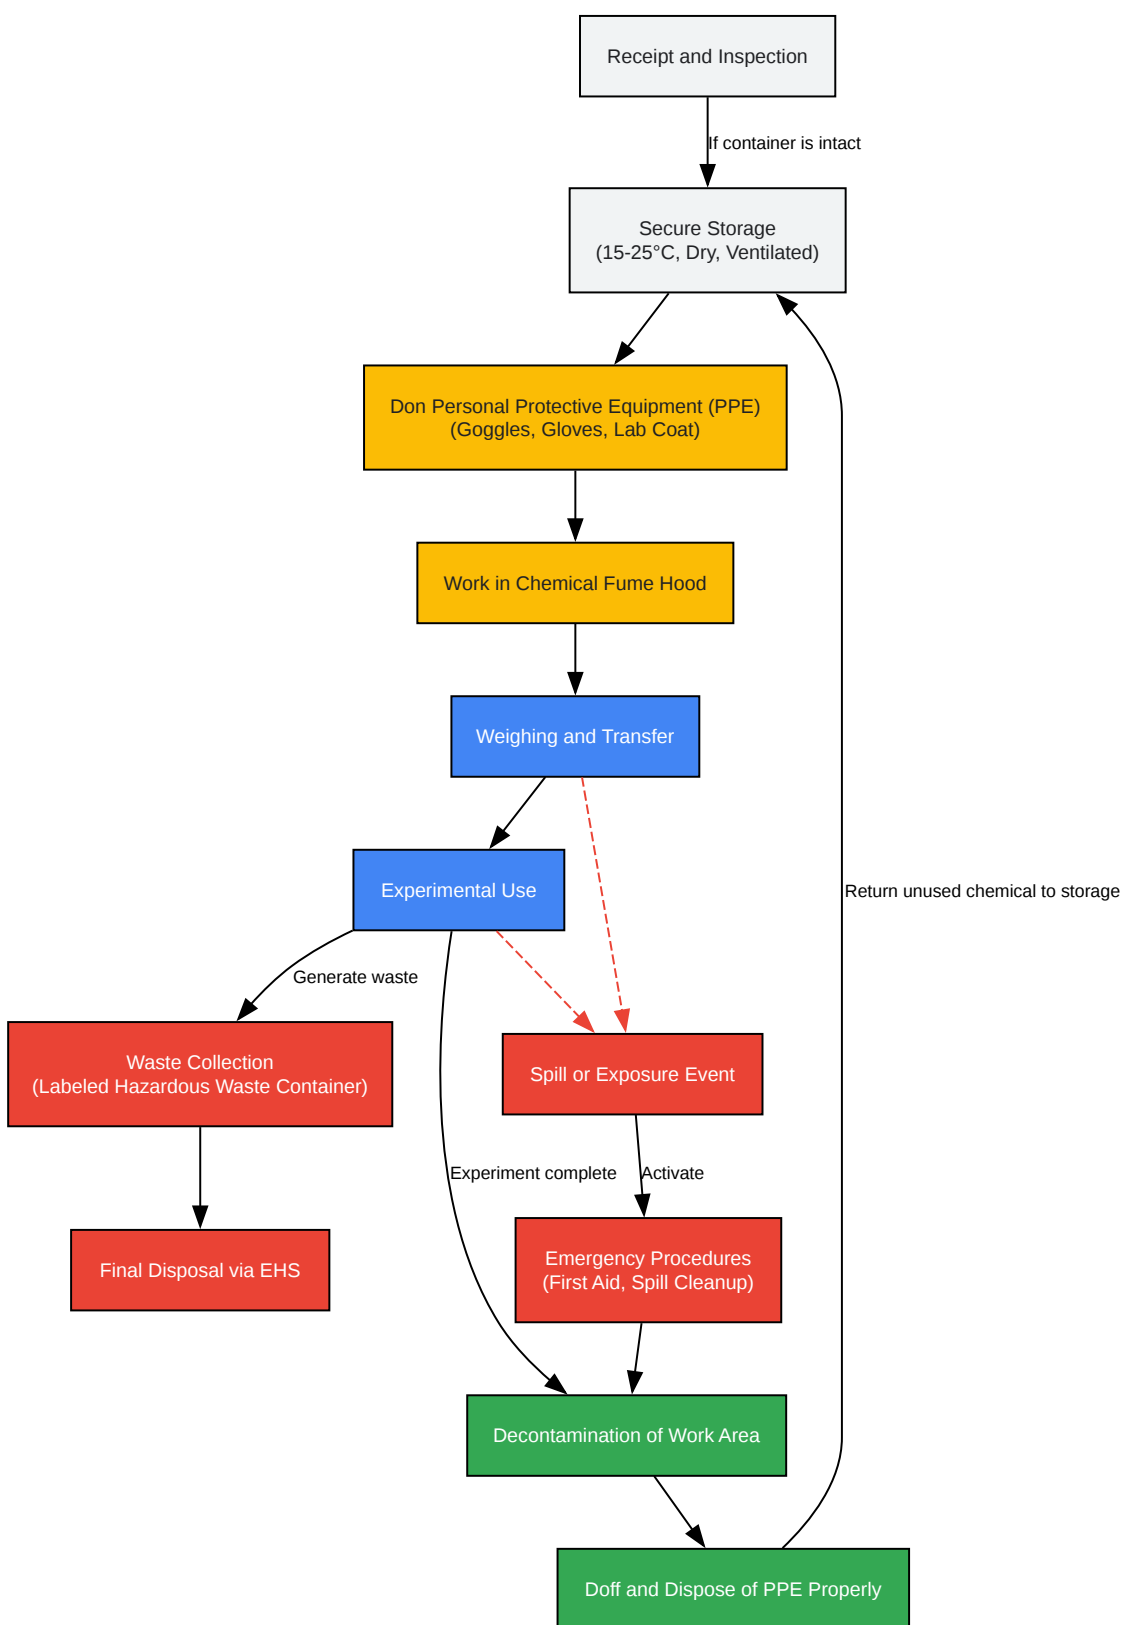 Receipt and Inspection
If container is intact
Secure Storage
(15-25°C, Dry, Ventilated)
Don Personal Protective Equipment (PPE)
(Goggles, Gloves, Lab Coat)
Work in Chemical Fume Hood
Weighing and Transfer
Experimental Use
Return unused chemical to storage
Generate waste
Waste Collection
(Labeled Hazardous Waste Container)
Spill or Exposure Event
Experiment complete
Activate
Final Disposal via EHS
Emergency Procedures
(First Aid, Spill Cleanup)
Decontamination of Work Area
Doff and Dispose of PPE Properly